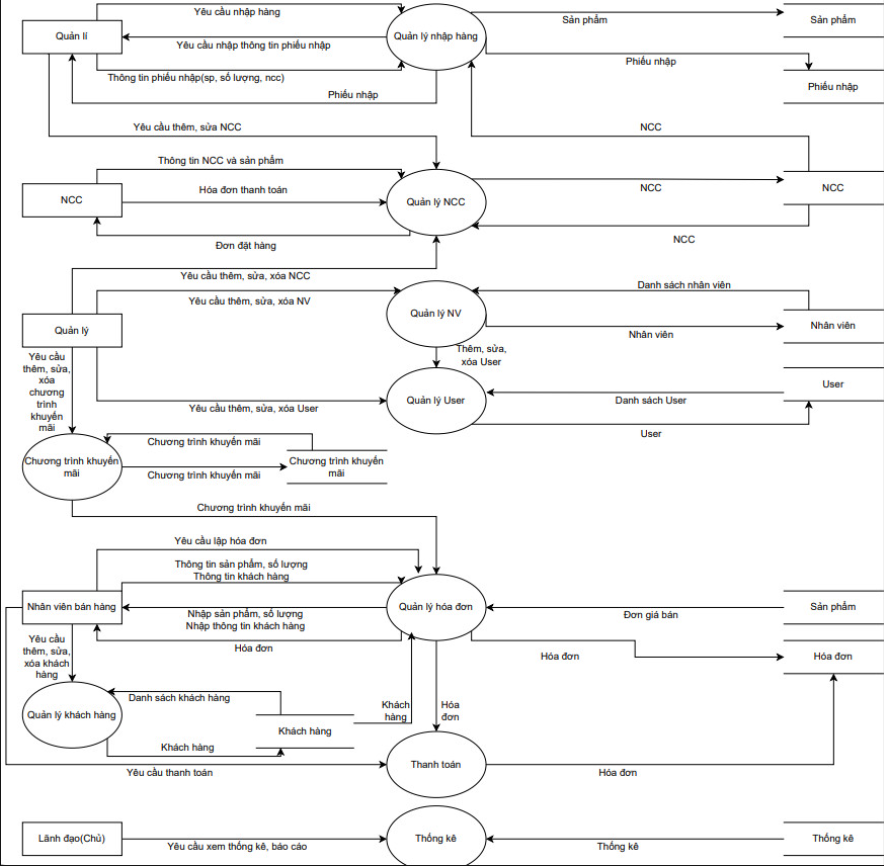 Yêu cầu nhập hàng
Quản lí
Quản lý nhập hàng
Sản phẩm
Sản phẩm
Yêu cầu nhập thông tin phiếu nhập
Phiếu nhập
Thông tin phiếu nhập(sp, số lượng, ncc)
Phiếu nhập
Phiếu nhập
Yêu cầu thêm, sửa NCC
NCC
Thông tin NCC và sản phẩm
NCC
Hóa đơn thanh toán
Quản lý NCC
NCC
NCC
Đơn đặt hàng
NCC
Yêu cầu thêm, sửa, xóa NCC
Yêu cầu thêm, sửa, xóa NV
Danh sách nhân viên
Quản lý
Quản lý NV
Nhân viên
Nhân viên
Yêu cầu
thêm, sửa,
xóa
chương
trình
khuyến
mãi
Thêm, sửa,
xóa User
Quản lý User
User
Danh sách User
Yêu cầu thêm, sửa, xóa User
User
Chương trình khuyến mãi
Chương trình khuyến
mãi
Chương trình khuyến
mãi
Chương trình khuyến mãi
Chương trình khuyến mãi
Yêu cầu lập hóa đơn
Thông tin sản phẩm, số lượng
Thông tin khách hàng
Nhân viên bán hàng
Quản lý hóa đơn
Sản phẩm
Nhập sản phẩm, số lượng
Nhập thông tin khách hàng
Đơn giá bán
Hóa đơn
Hóa đơn
Hóa đơn
Yêu cầu
thêm, sửa,
xóa khách
hàng
Danh sách khách hàng
Khách
hàng
Hóa
đơn
Quản lý khách hàng
Khách hàng
Khách hàng
Yêu cầu thanh toán
Thanh toán
Hóa đơn
Lãnh đạo(Chủ)
Yêu cầu xem thống kê, báo cáo
Thống kê
Thống kê
Thống kê